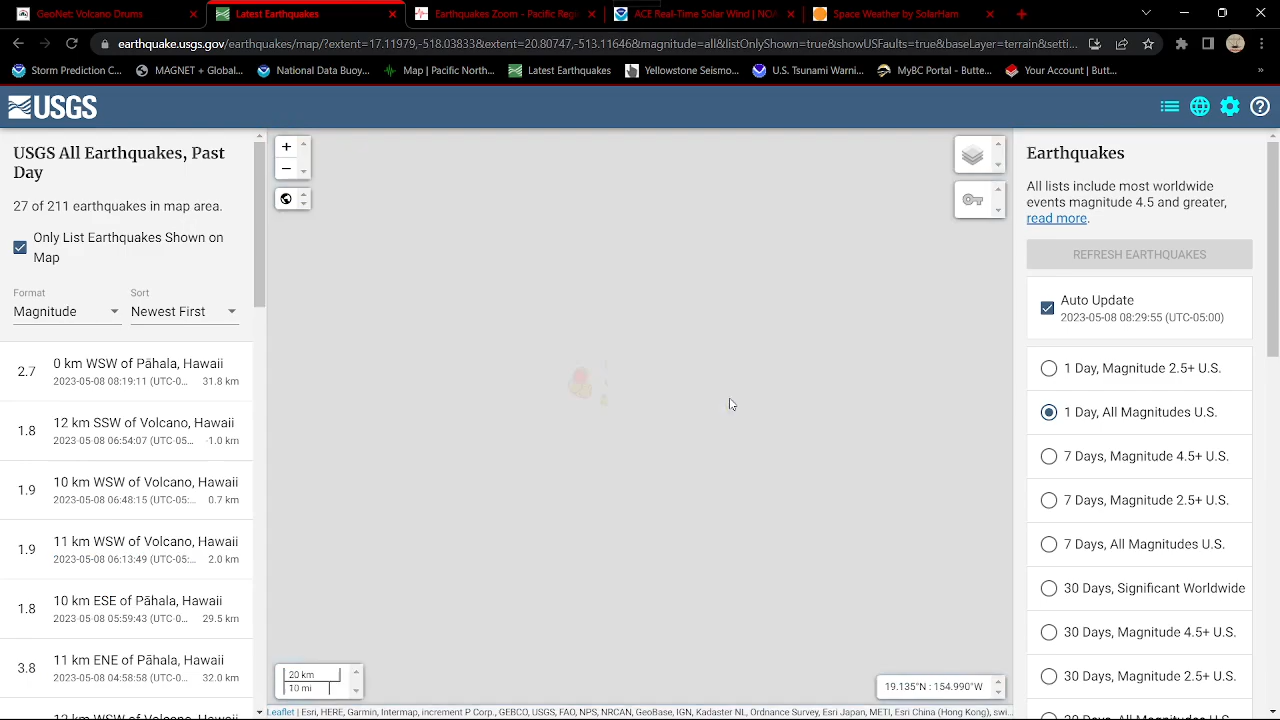 GeoNet: Volcano Drums
Latest Earthquakes
Earthquakes Zoom - Pacific Reg
ACE Real-Time Solar Wind | NO
Space Weather by SolarHam
earthquake.usgs.gov/earthquakes/map/?extent=17.11979,-518.03833&extent=20.80747,-513.11646&magnitude=all&listOnlyShown=true&showUSFaults=true&baseLayer=terrain&setti...
Storm Prediction C...
MAGNET + Global...
National Data Buoy...
Map | Pacific North...
Latest Earthquakes
Yellowstone Seismo...
U.S. Tsunami Warni...
MyBC Portal - Butte...
Your Account | Butt...
»
USGS
USGS All Earthquakes, Past
Day
27 of 211 earthquakes in map area.
Only List Earthquakes Shown on
Map
Format
Sort
Magnitude
Newest First
2.7
0 km WSW of Pāhala, Hawaii
2023-05-08 08:19:11 (UTC-0...
31.8 km
1.8
12 km SSW of Volcano, Hawaii
2023-05-08 06:54:07 (UTC-0...
-1.0 km
1.9
10 km WSW of Volcano, Hawaii
2023-05-08 06:48:15 (UTC-05:...
0.7 km
1.9
11 km WSW of Volcano, Hawaii
2023-05-08 06:13:49 (UTC-05:...
2.0 km
1.8
10 km ESE of Pāhala, Hawaii
2023-05-08 05:59:43 (UTC-0...
29.5 km
3.8
11 km ENE of Pāhala, Hawaii
2023-05-08 04:58:58 (UTC-0...
32.0 km
12 km WSW of Volcano, Hawaii
+
−
20 km
10 mi
19.135°N : 154.990°W
Leaflet | Esri, HERE, Garmin, Intermap, increment P Corp., GEBCO, USGS, FAO, NPS, NRCAN, GeoBase, IGN, Kadaster NL, Ordnance Survey, Esri Japan, METI, Esri China (Hong Kong), swi...
Earthquakes
All lists include most worldwide
events magnitude 4.5 and greater,
read more.
REFRESH EARTHQUAKES
Auto Update
2023-05-08 08:29:55 (UTC-05:00)
1 Day, Magnitude 2.5+ U.S.
1 Day, All Magnitudes U.S.
7 Days, Magnitude 4.5+ U.S.
7 Days, Magnitude 2.5+ U.S.
7 Days, All Magnitudes U.S.
30 Days, Significant Worldwide
30 Days, Magnitude 4.5+ U.S.
30 Days, Magnitude 2.5+ U.S.